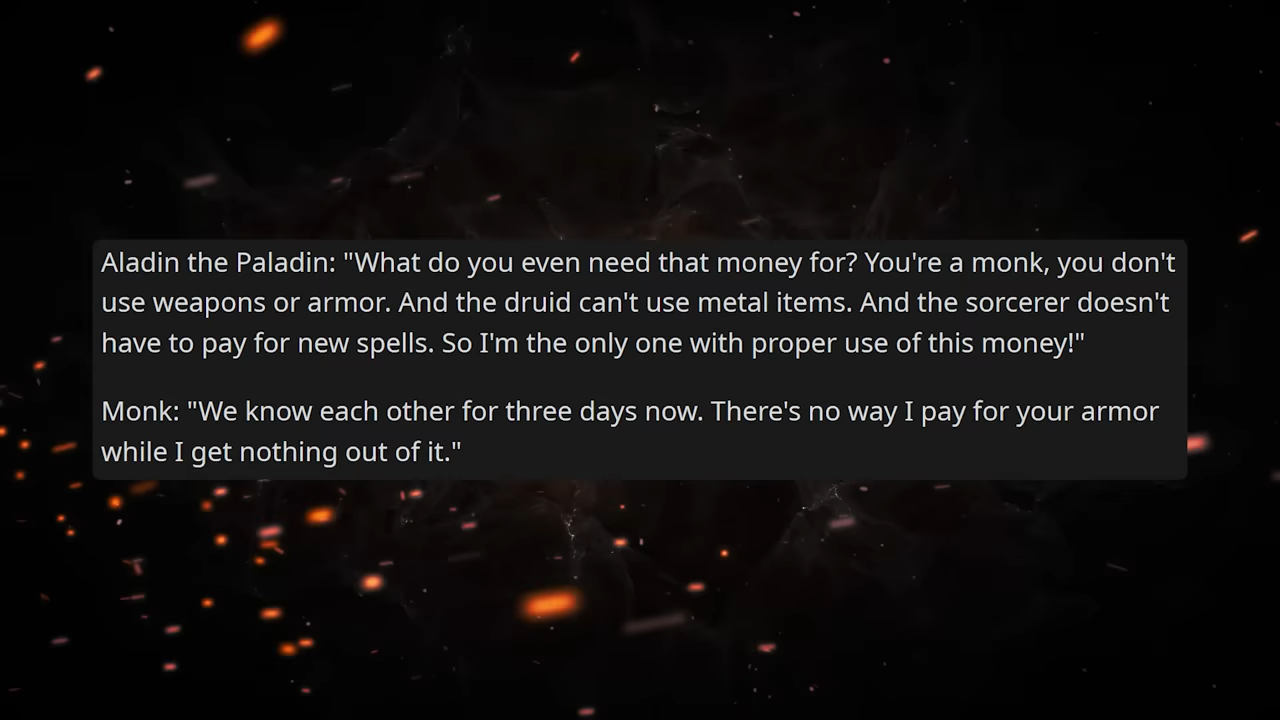 Aladin the Paladin: "What do you even need that money for? You're a monk, you don't
use weapons or armor. And the druid can't use metal items. And the sorcerer doesn't
have to pay for new spells. So I'm the only one with proper use of this money!"
Monk: "We know each other for three days now. There's no way I pay for your armor
while I get nothing out of it."